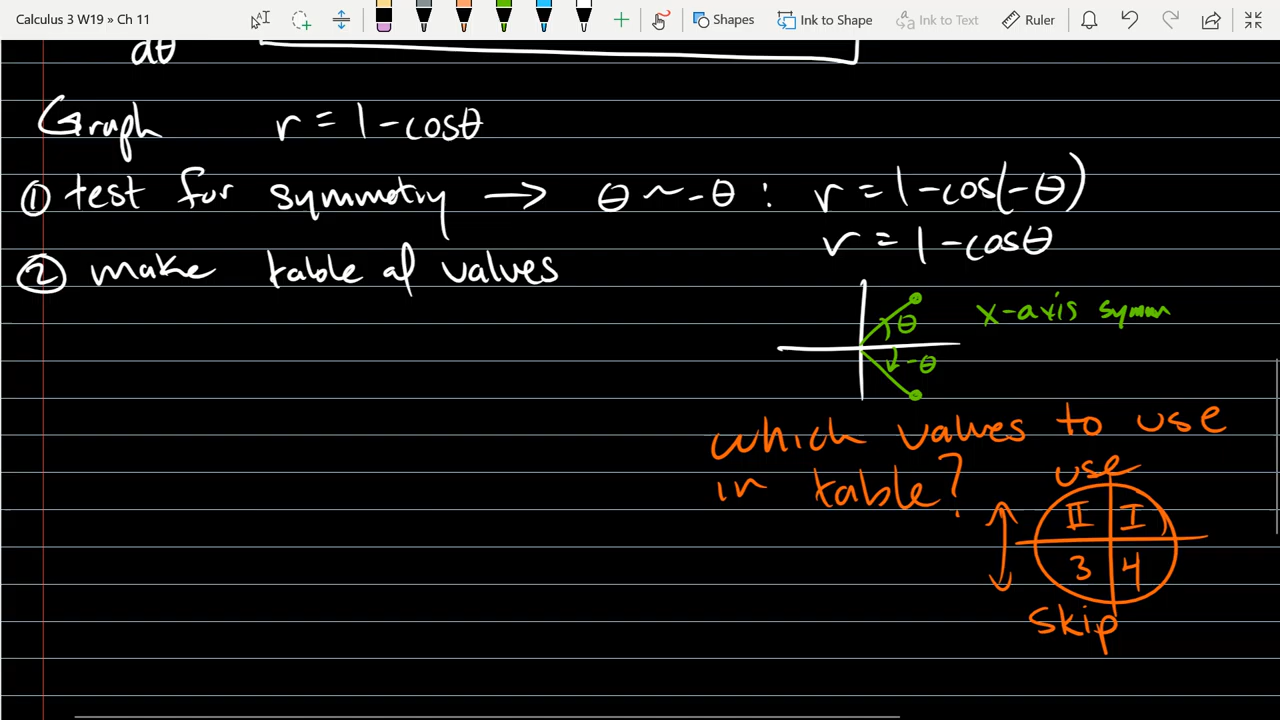 Calculus 3 W19 » Ch 11
Shapes
Ink to Shape
Ink to Text
Ruler
dθ
Graph r = 1 - cosθ
① test for symmetry → θ ~ -θ : r = 1 - cos(-θ)
r = 1 - cosθ
② make table of values
θ
-θ
x-axis symm
which values to use
in table?
use
II I
3 4
skip